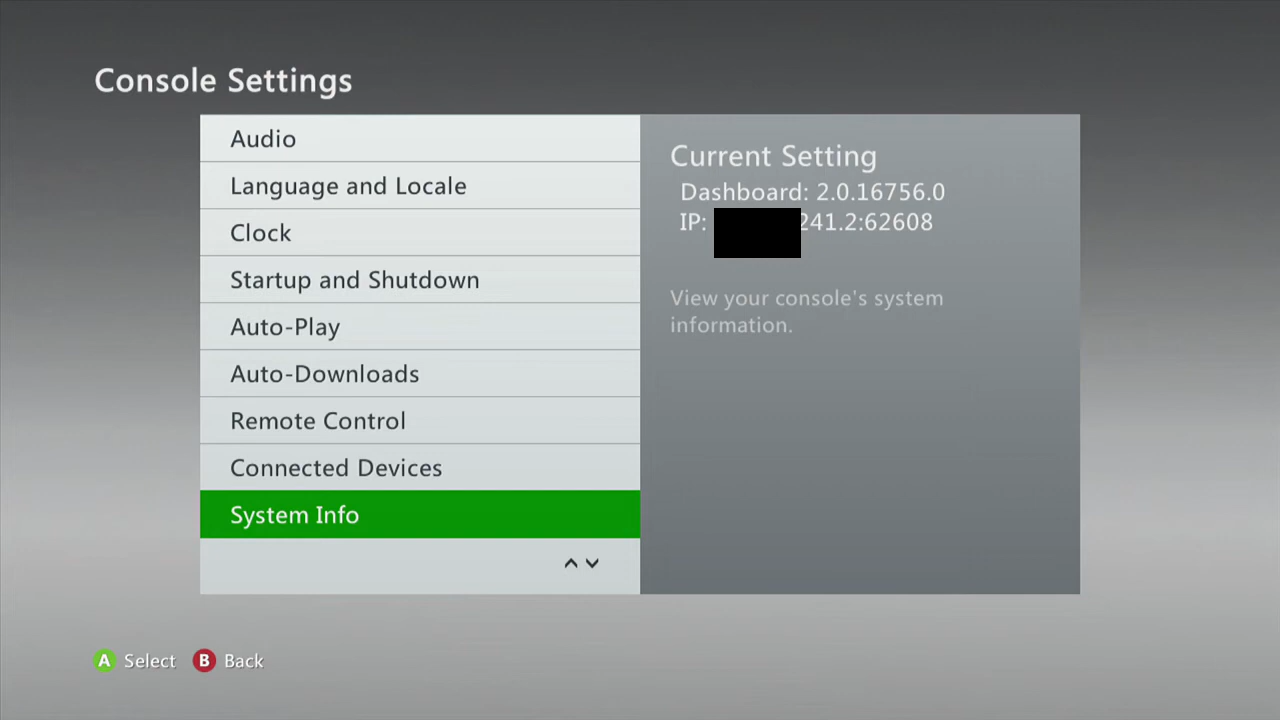 Console Settings
Audio
Language and Locale
Clock
Startup and Shutdown
Auto-Play
Auto-Downloads
Remote Control
Connected Devices
System Info
Current Setting
Dashboard: 2.0.16756.0
IP: 241.2:62608
View your console's system
information.
A Select B Back